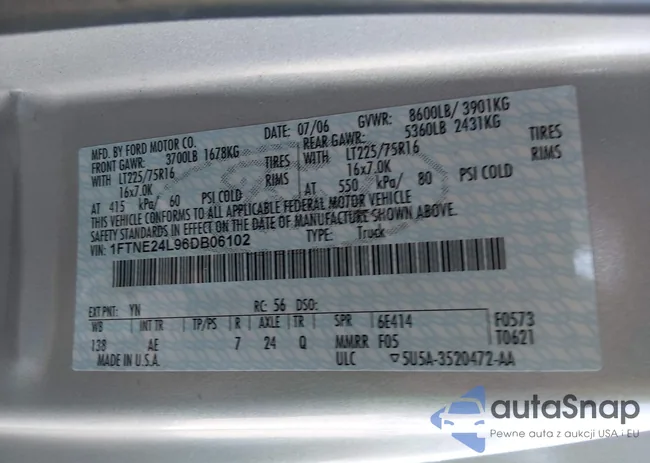 MFD. BY FORD MOTOR CO. DATE: 07/06 GVWR: 8600LB/ 3901KG
FRONT GAWR: 3700LB 1678KG REAR GAWR: 5360LB 2431KG
WITH LT225/75R16 TIRES WITH LT225/75R16 TIRES
16x7.0K RIMS 16x7.0K RIMS
AT 415 kPa/ 60 PSI COLD AT 550 kPa/ 80 PSI COLD
THIS VEHICLE CONFORMS TO ALL APPLICABLE FEDERAL MOTOR VEHICLE
SAFETY STANDARDS IN EFFECT ON THE DATE OF MANUFACTURE SHOWN ABOVE.
VIN: 1FTNE24L96DB06102 TYPE: Truck
EXT PNT: YN RC: 56 DSO:
WB INT TR TP/PS R AXLE TR SPR 6E414 F0573
138 AE 7 24 Q MMRR F05 T0621
MADE IN U.S.A. ULC 5U5A-3520472-AA
autoSnap
Pewne auta z aukcji USA i EU